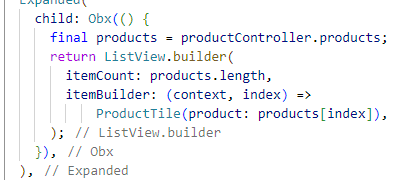 Expanded(
child: Obx(() {
final products = productController.products;
return ListView.builder(
itemCount: products.length,
itemBuilder: (context, index) =>
ProductTile(product: products[index]),
); // ListView.builder
}), // Obx
), // Expanded